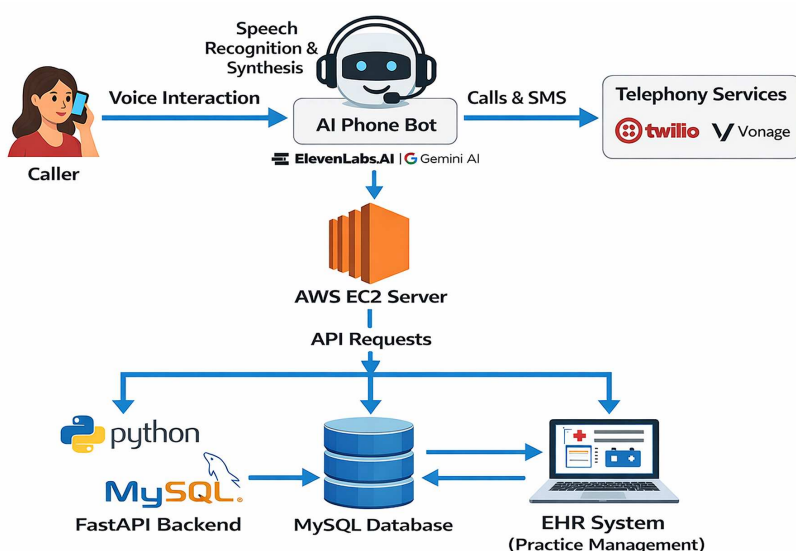 Speech
Recognition &
Synthesis
Voice Interaction
Calls & SMS
Telephony Services
twilio
Vonage
AI Phone Bot
Caller
ElevenLabs.AI | Gemini AI
AWS EC2 Server
API Requests
python
MySQL.
FastAPI Backend
MySQL Database
EHR System
(Practice Management)